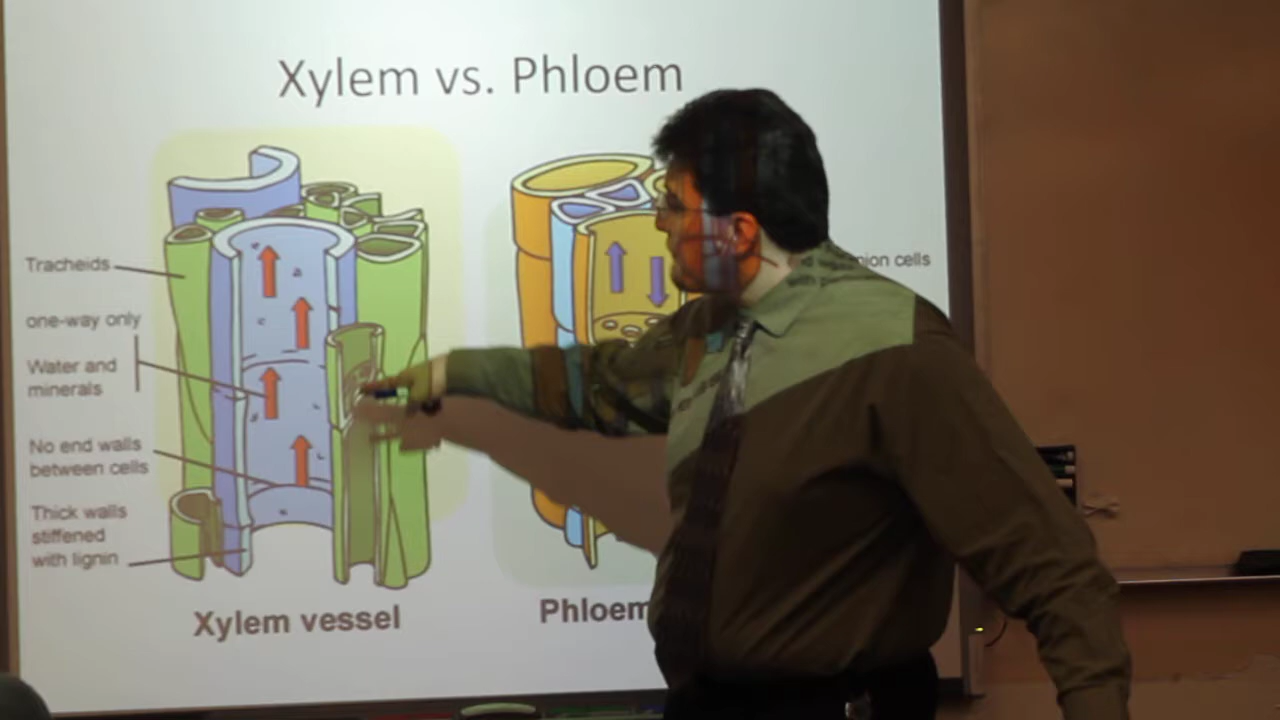 Xylem vs. Phloem
Tracheids
one-way only
Water and
minerals
No end walls
between cells
Thick walls
stiffened
with lignin
cells
Xylem vessel
Phloem